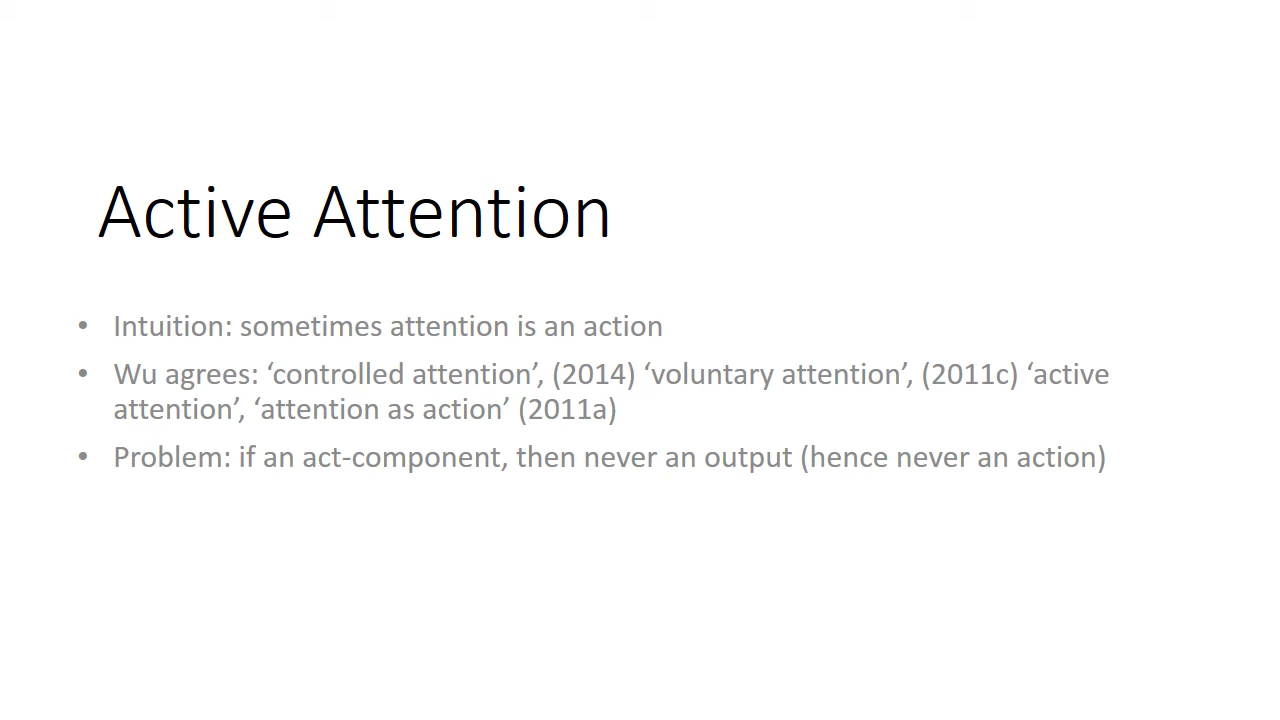 Active Attention
• Intuition: sometimes attention is an action
• Wu agrees: ‘controlled attention’, (2014) ‘voluntary attention’, (2011c) ‘active
attention’, ‘attention as action’ (2011a)
• Problem: if an act-component, then never an output (hence never an action)